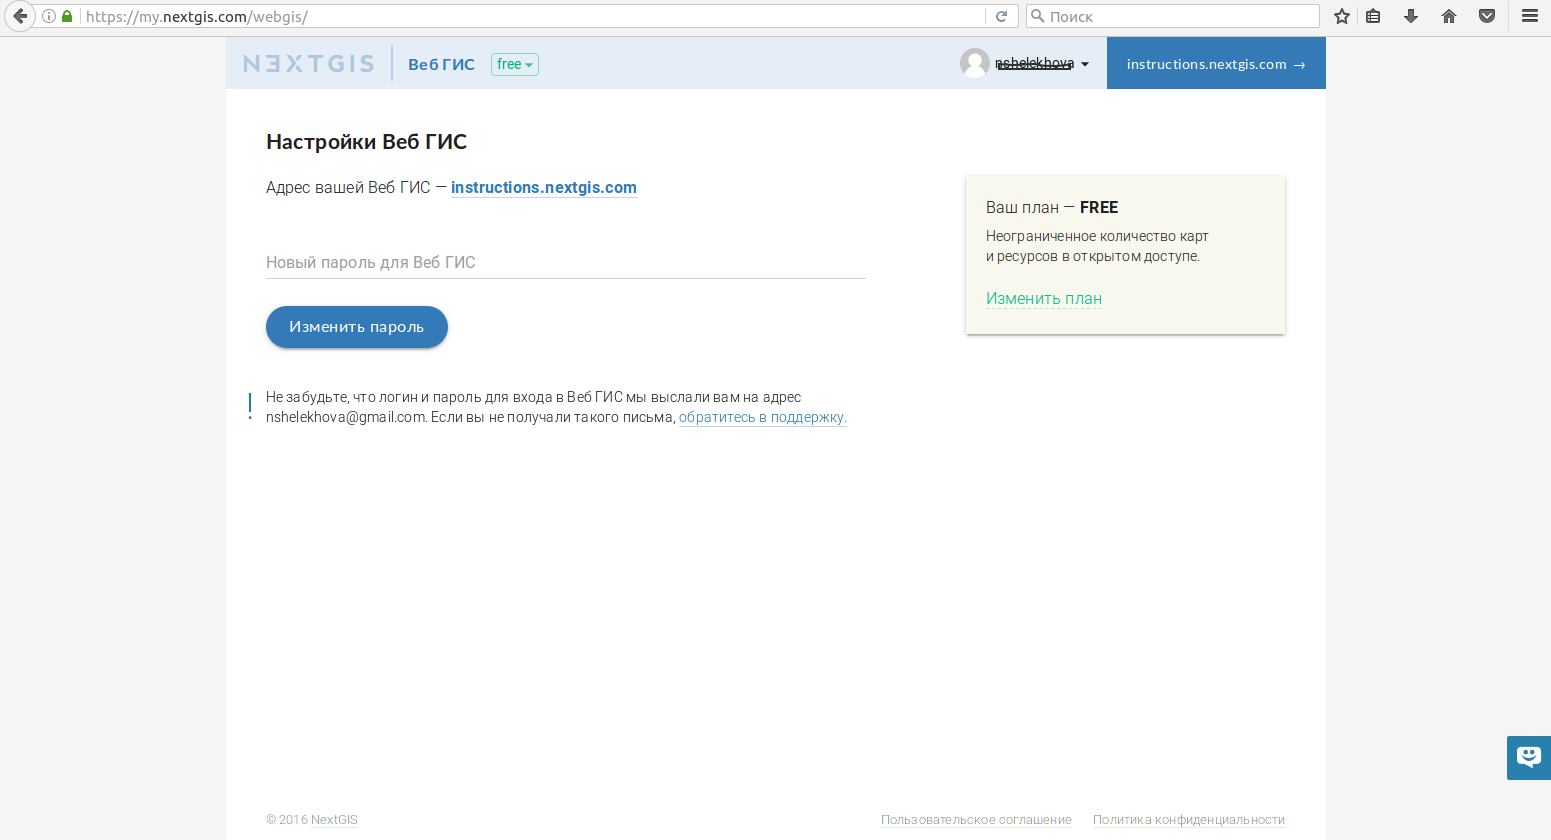 https://my.nextgis.com/webgis/
Поиск
NEXTGIS
Веб ГИС
free
nshelekhova
instructions.nextgis.com →
Настройки Веб ГИС
Адрес вашей Веб ГИС — instructions.nextgis.com
Новый пароль для Веб ГИС
Изменить пароль
! Не забудьте, что логин и пароль для входа в Веб ГИС мы выслали вам на адрес
nshelekhova@gmail.com. Если вы не получали такого письма, обратитесь в поддержку.
Ваш план — FREE
Неограниченное количество карт
и ресурсов в открытом доступе.
Изменить план
© 2016 NextGIS
Пользовательское соглашение
Политика конфиденциальности